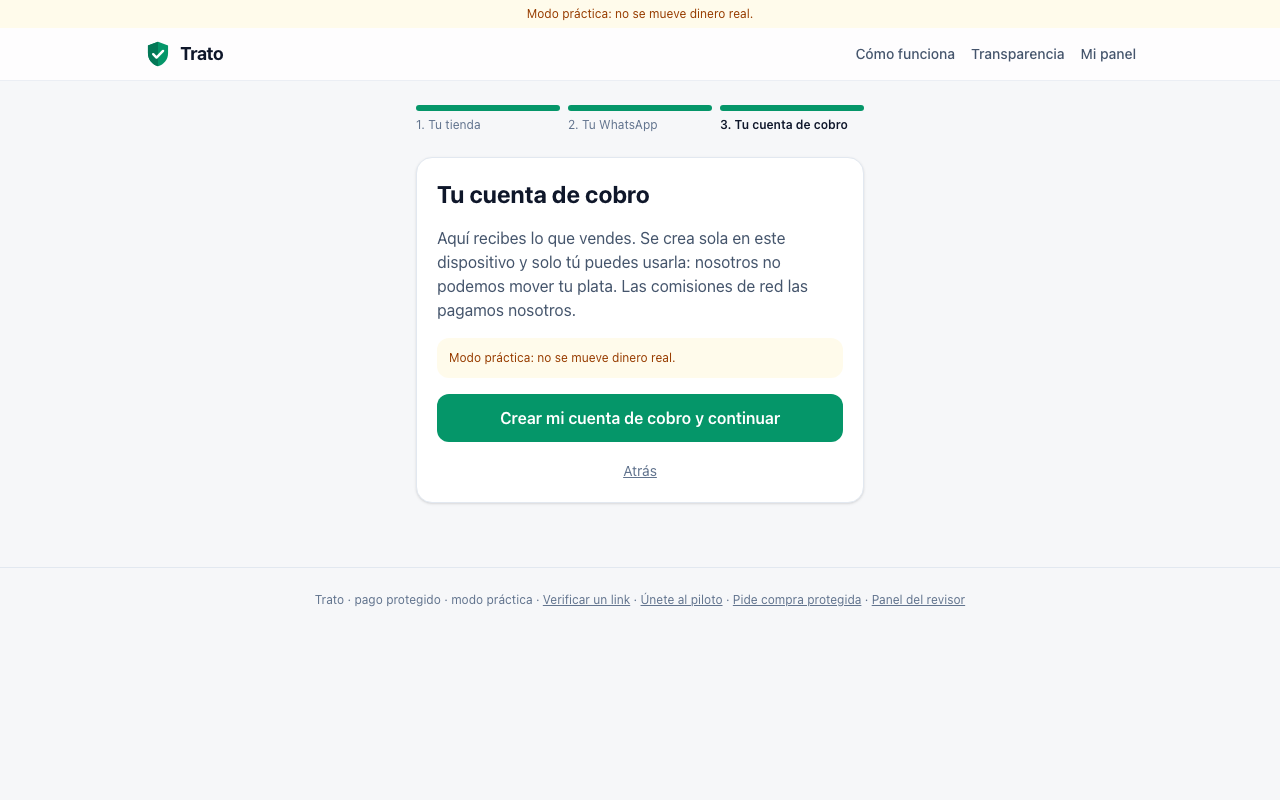 Modo práctica: no se mueve dinero real.
Trato
Cómo funciona Transparencia Mi panel
1. Tu tienda 2. Tu WhatsApp 3. Tu cuenta de cobro
Tu cuenta de cobro
Aquí recibes lo que vendes. Se crea sola en este
dispositivo y solo tú puedes usarla: nosotros no
podemos mover tu plata. Las comisiones de red las
pagamos nosotros.
Modo práctica: no se mueve dinero real.
Crear mi cuenta de cobro y continuar
Atrás
Trato · pago protegido · modo práctica · Verificar un link · Únete al piloto · Pide compra protegida · Panel del revisor